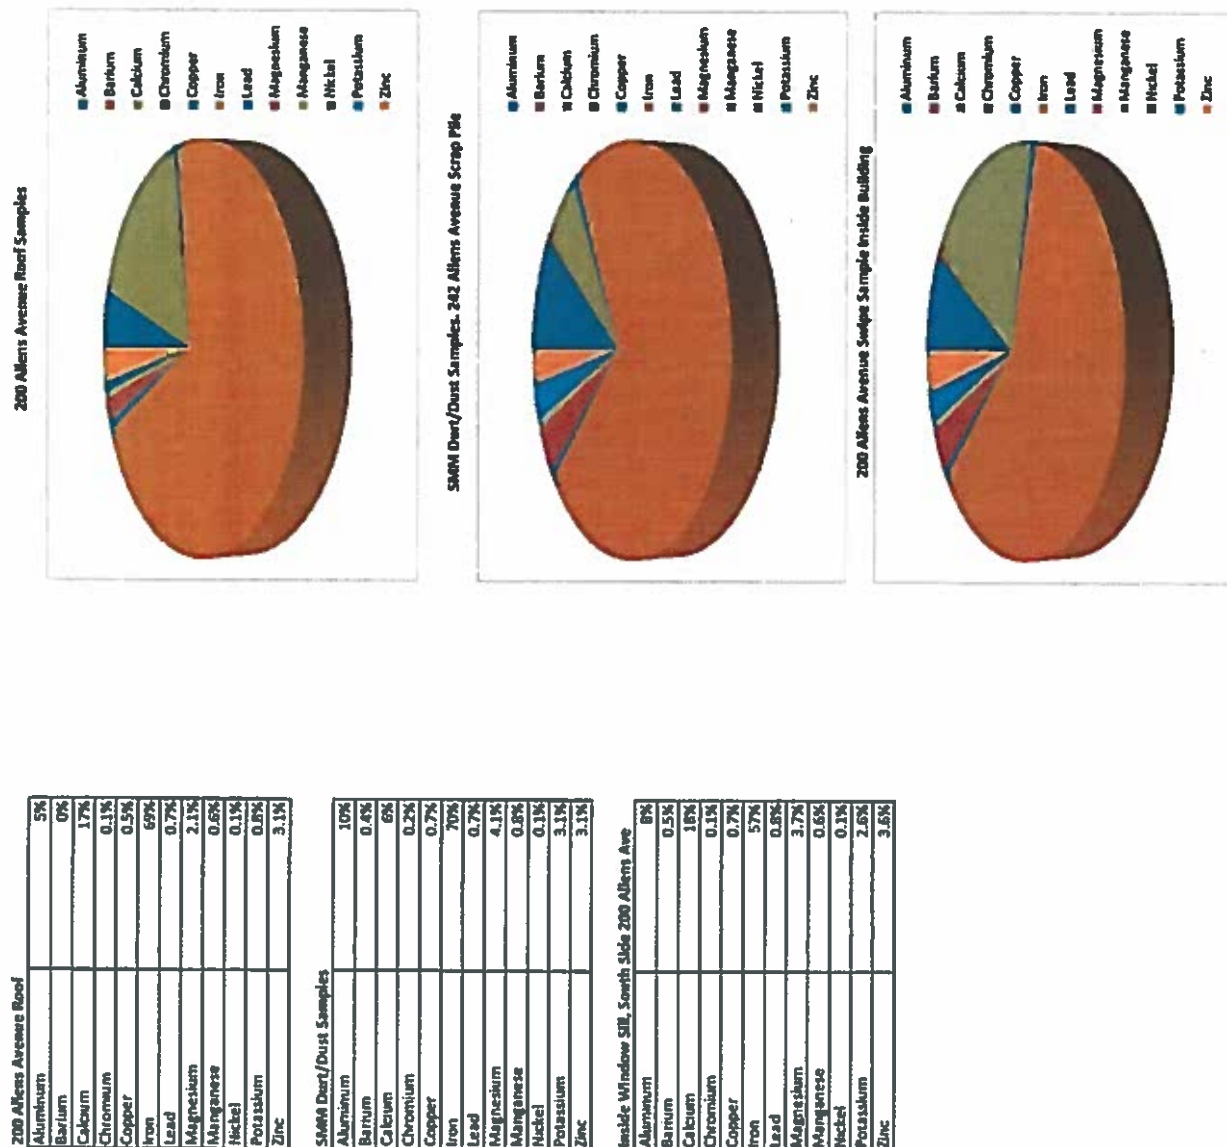 200 Allens Avenue Roof
Aluminum 5%
Barium 0%
Calcium 17%
Chromium 0.1%
Copper 0.5%
Iron 69%
Lead 0.7%
Magnesium 2.1%
Manganese 0.6%
Nickel 0.1%
Potassium 0.8%
Zinc 3.1%
200 Allens Avenue Roof Samples
Aluminum
Barium
Calcium
Chromium
Copper
Iron
Lead
Magnesium
Manganese
Nickel
Potassium
Zinc
SMM Durt/Dust Samples
Aluminum 10%
Barrium 0.4%
Calcium 6%
Chromium 0.2%
Copper 0.7%
Iron 70%
Lead 0.7%
Magnesium 4.1%
Manganese 0.8%
Nickel 0.1%
Potassium 3.1%
Zinc 3.1%
SMM Durt/Dust Samples. 242 Allens Avenue Scrap Pile
Aluminum
Barium
Calcium
Chromium
Copper
Iron
Lead
Magnesium
Manganese
Nickel
Potassium
Zinc
Inside Window Sill, South Side 200 Allens Ave
Alumunum 8%
Barium 0.5%
Calcium 18%
Chromium 0.1%
Copper 0.7%
Iron 57%
Lead 0.8%
Magnesium 3.7%
Manganese 0.6%
Nickel 0.1%
Potassium 2.6%
Zinc 3.6%
200 Allens Avenue Swipe Sample Inside Building
Aluminum
Barium
Calcium
Chromium
Copper
Iron
Lead
Magnesium
Manganese
Nickel
Potassium
Zinc